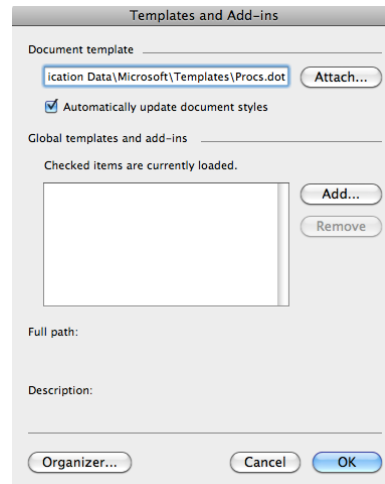 Templates and Add-ins
Document template
ication Data\Microsoft\Templates\Procs.dot
Attach...
Automatically update document styles
Global templates and add-ins
Checked items are currently loaded.
Add...
Remove
Full path:
Description:
Organizer...
Cancel
OK